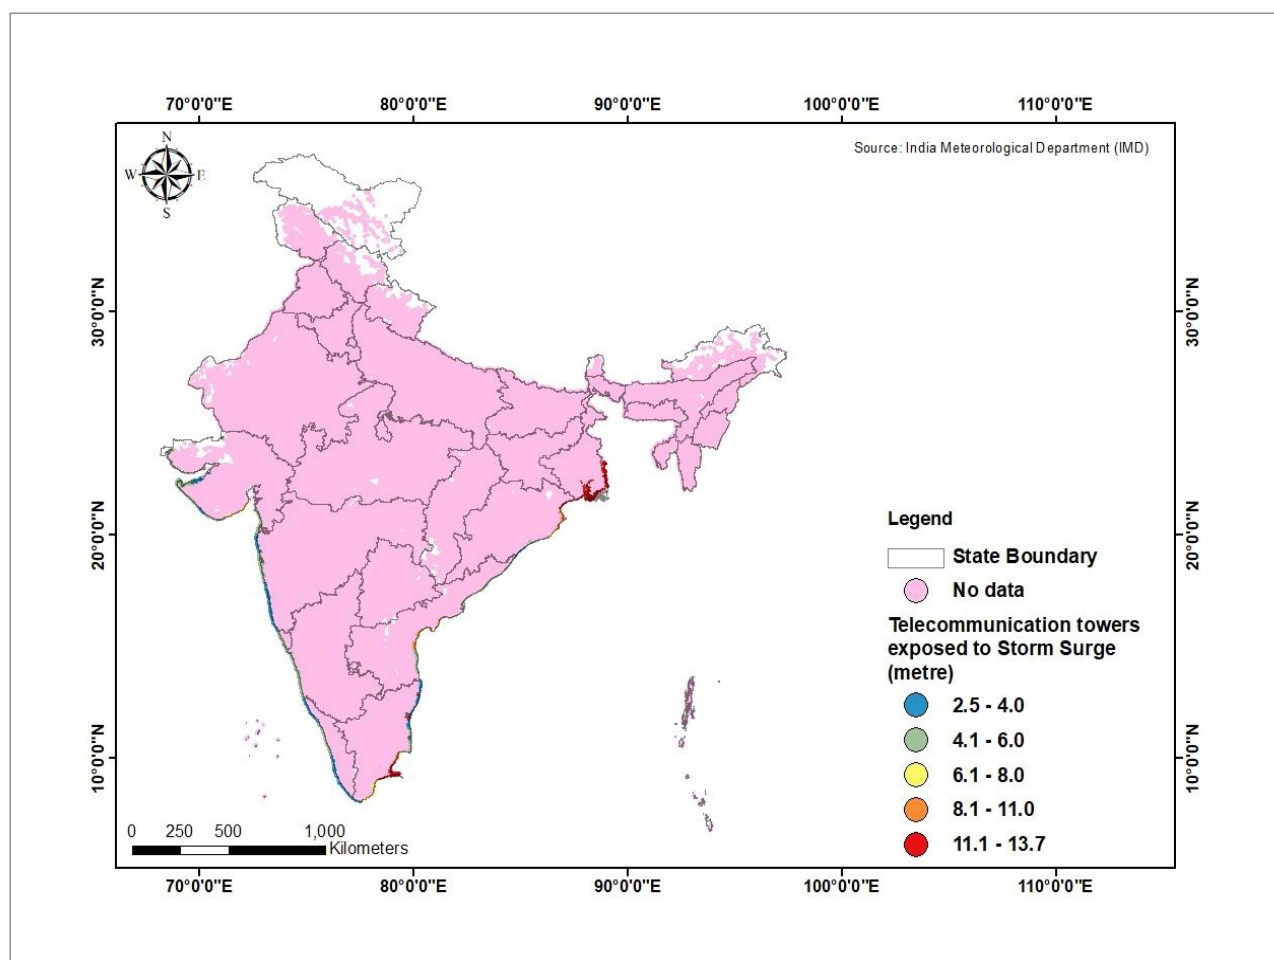 70°0'0"E 80°0'0"E 90°0'0"E 100°0'0"E 110°0'0"E
Source: India Meteorological Department (IMD)
N
W E
S
30°0'0"N 30°0'0"N
20°0'0"N 20°0'0"N
10°0'0"N 10°0'0"N
Legend
State Boundary
No data
Telecommunication towers
exposed to Storm Surge
(metre)
2.5 - 4.0
4.1 - 6.0
6.1 - 8.0
8.1 - 11.0
11.1 - 13.7
0 250 500 1,000
Kilometers
70°0'0"E 80°0'0"E 90°0'0"E 100°0'0"E 110°0'0"E